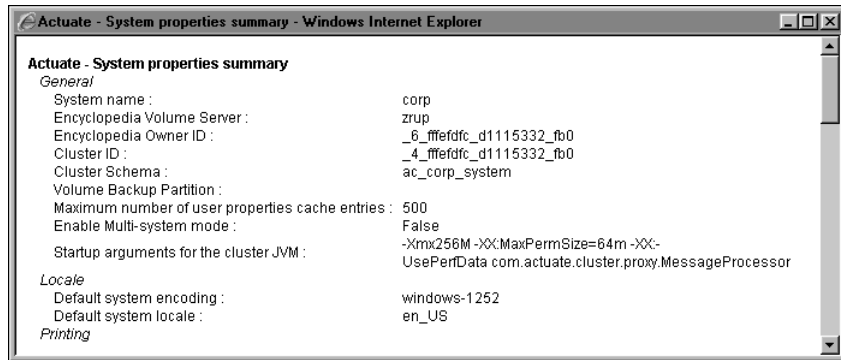 Actuate - System properties summary - Windows Internet Explorer
Actuate - System properties summary
General
System name : corp
Encyclopedia Volume Server : zrup
Encyclopedia Owner ID : _6_fffefdfc_d1115332_fb0
Cluster ID : _4_fffefdfc_d1115332_fb0
Cluster Schema : ac_corp_system
Volume Backup Partition :
Maximum number of user properties cache entries : 500
Enable Multi-system mode : False
Startup arguments for the cluster JVM : -Xmx256M -XX:MaxPermSize=64m -XX:-
UsePerfData com.actuate.cluster.proxy.MessageProcessor
Locale
Default system encoding : windows-1252
Default system locale : en_US
Printing